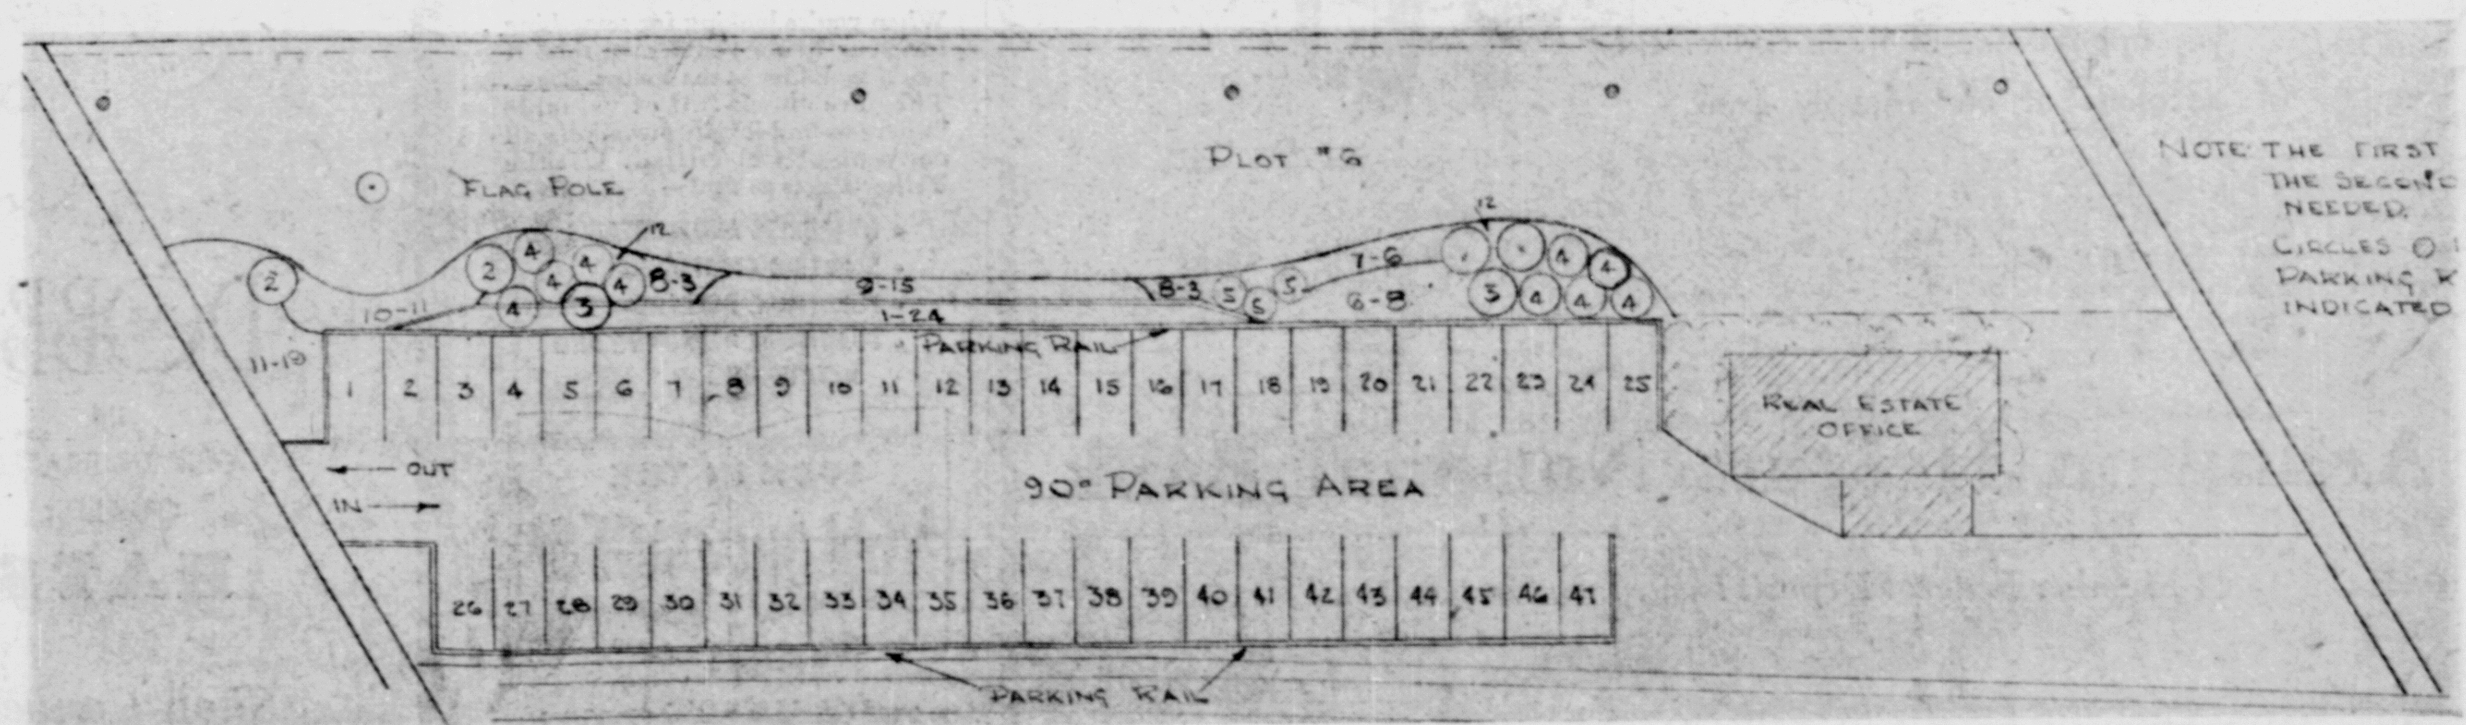 PLOT #6
FLAG POLE
NOTE THE FIRST
THE SECOND
NEEDED.
CIRCLES
PARKING
INDICATED
12
12
2
2
4
4
4
4
4
3
8-3
9-15
8-3
5
5
5
7-6
6-8
1
4
4
3
4
4
4
10-11
1-24
PARKING RAIL
1 2 3 4 5 6 7 8 9 10 11 12 13 14 15 16 17 18 19 20 21 22 23 24 25
REAL ESTATE
OFFICE
OUT
IN
90° PARKING AREA
26 27 28 29 30 31 32 33 34 35 36 37 38 39 40 41 42 43 44 45 46 47
PARKING RAIL